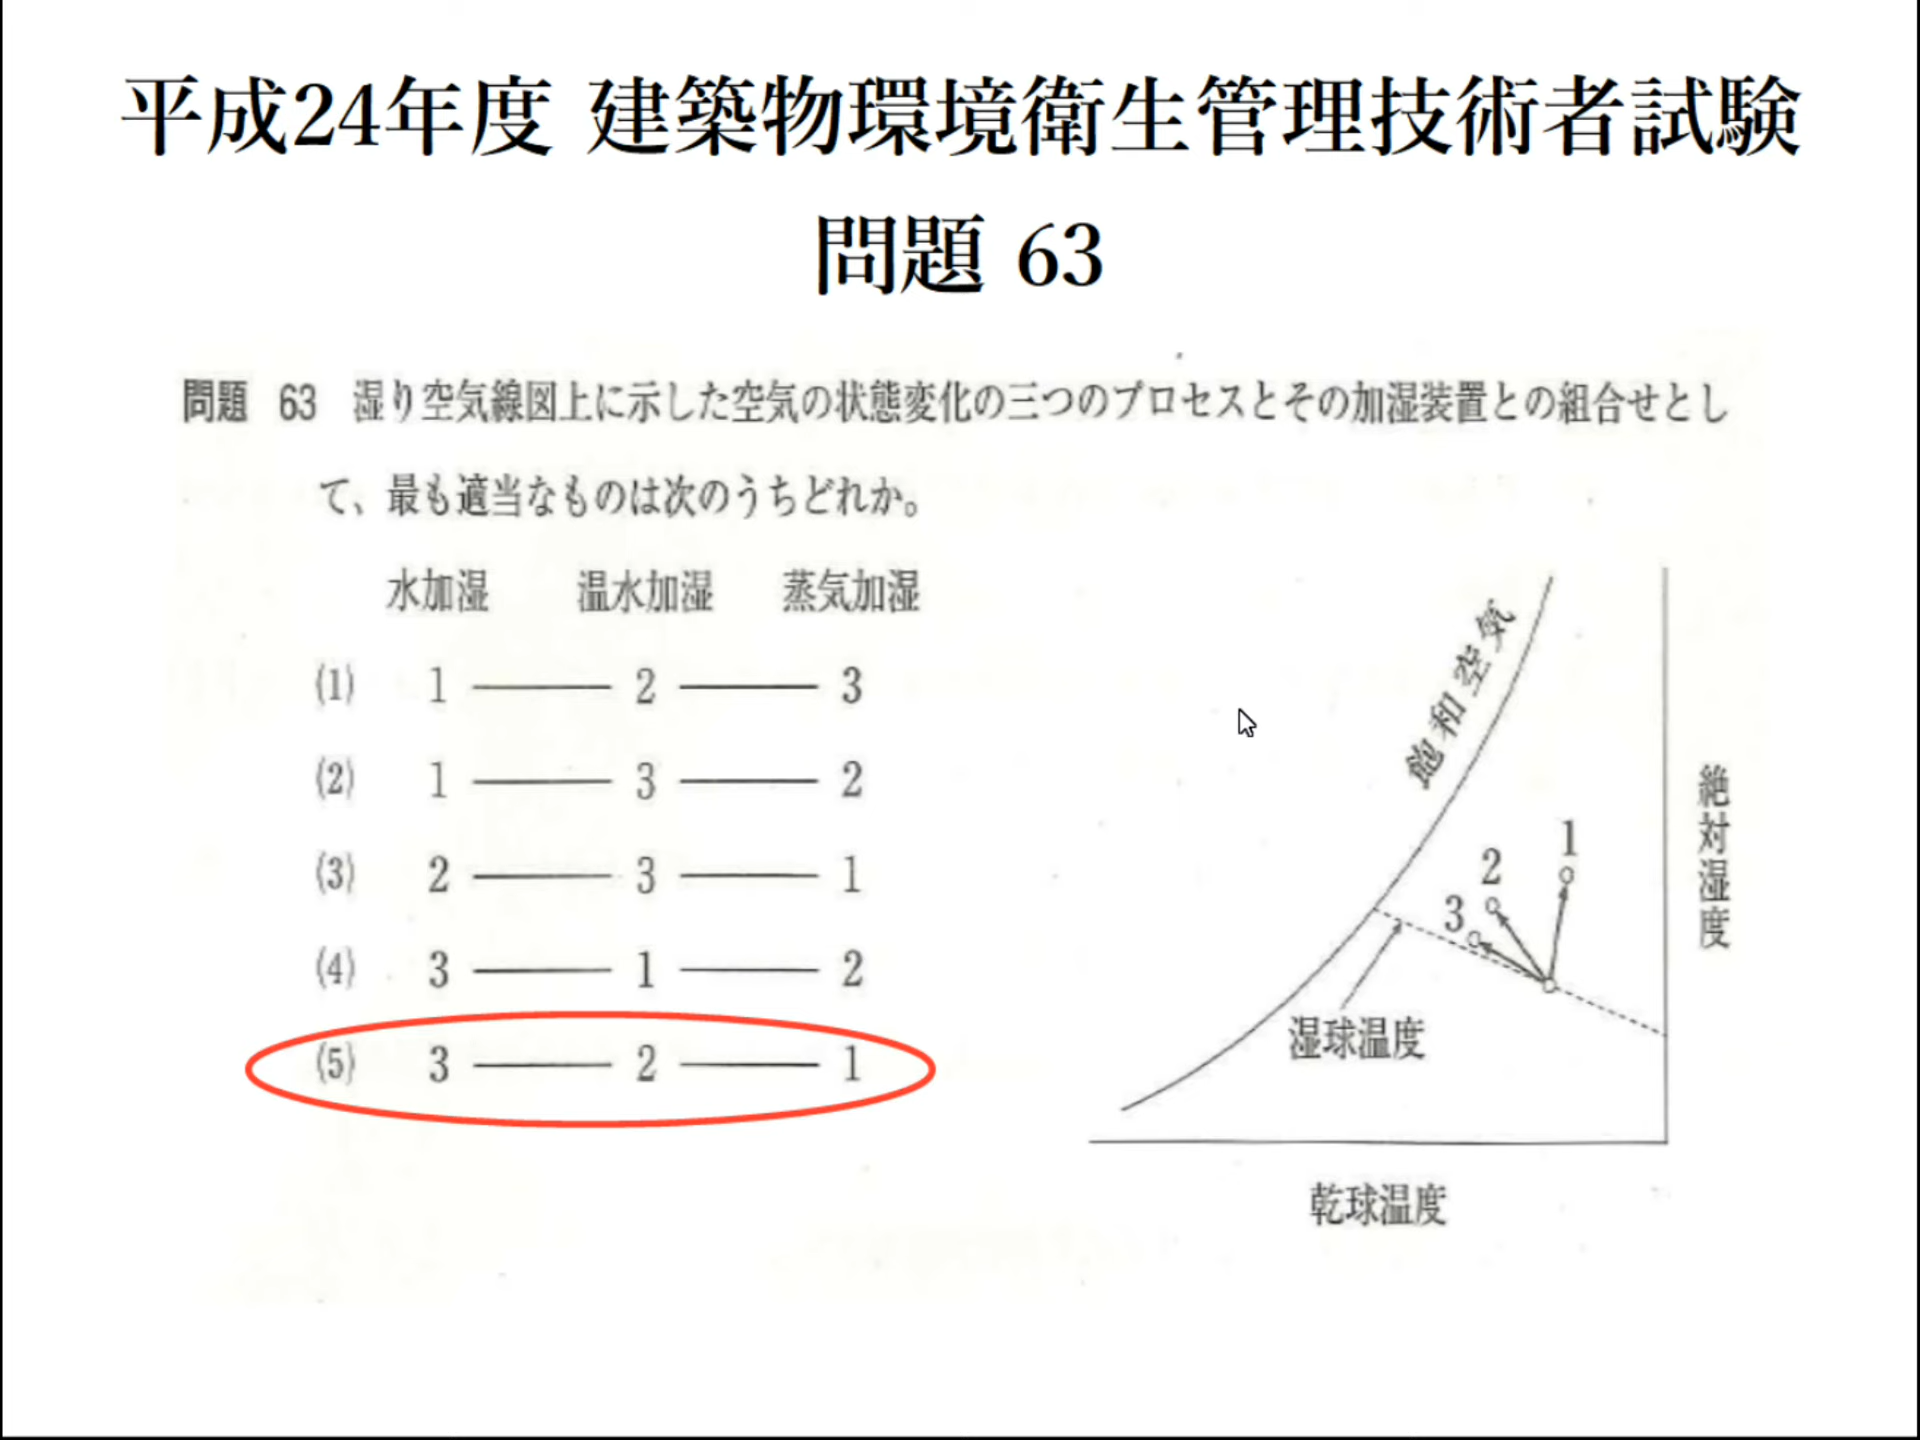 平成24年度 建築物環境衛生管理技術者試験
問題 63
問題 63 湿り空気線図上に示した空気の状態変化の三つのプロセスとその加湿装置との組合せとし
て、最も適当なものは次のうちどれか。
水加湿 温水加湿 蒸気加湿
(1) 1 ——— 2 ——— 3
(2) 1 ——— 3 ——— 2
(3) 2 ——— 3 ——— 1
(4) 3 ——— 1 ——— 2
(5) 3 ——— 2 ——— 1
飽和空気
1
2
3
湿球温度
絶対湿度
乾球温度